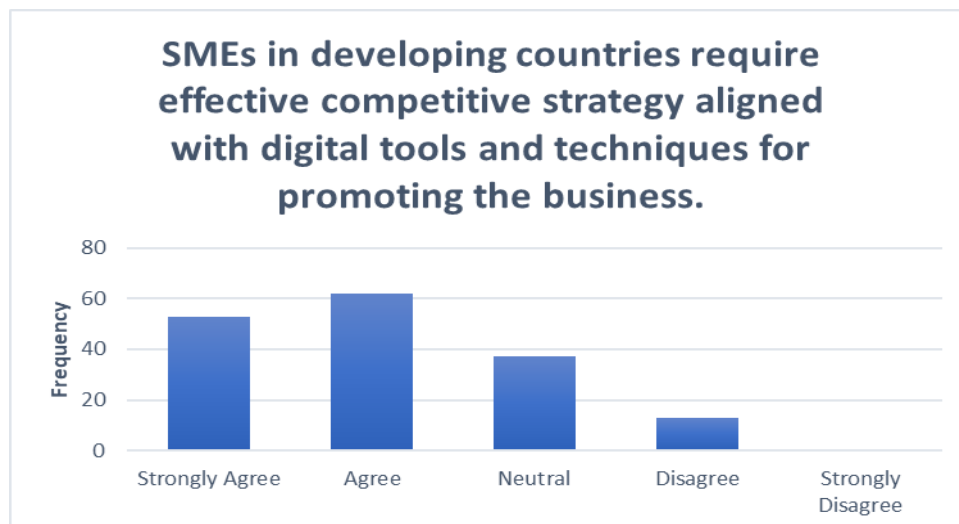 SMEs in developing countries require
effective competitive strategy aligned
with digital tools and techniques for
promoting the business.
80
60
40
20
0
Frequency
Strongly Agree
Agree
Neutral
Disagree
Strongly
Disagree